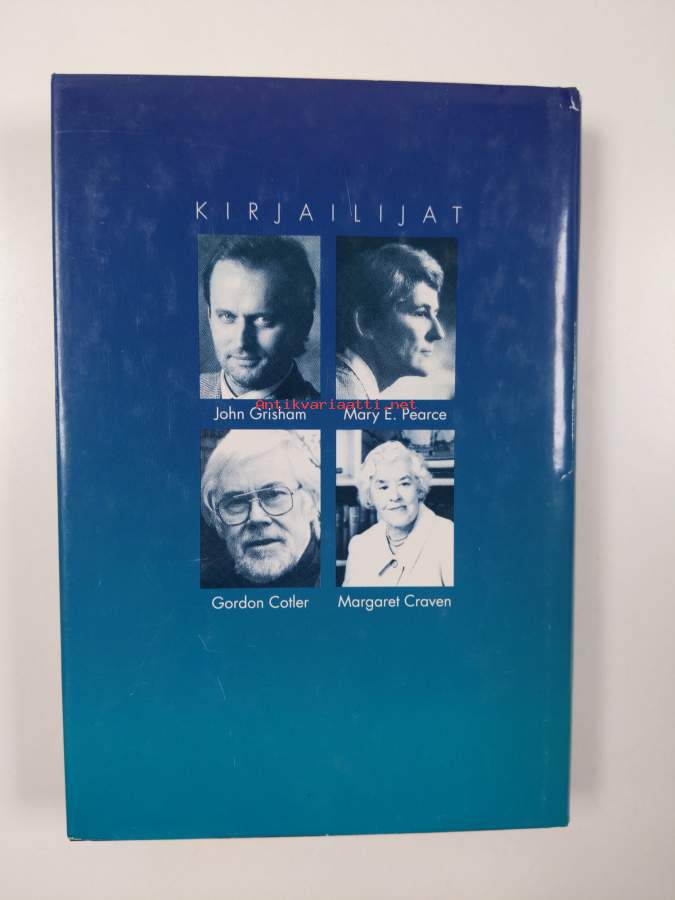 KIRJAILIJAT
Antikvariaatti.net
John Grisham
Mary E. Pearce
Gordon Cotler
Margaret Craven